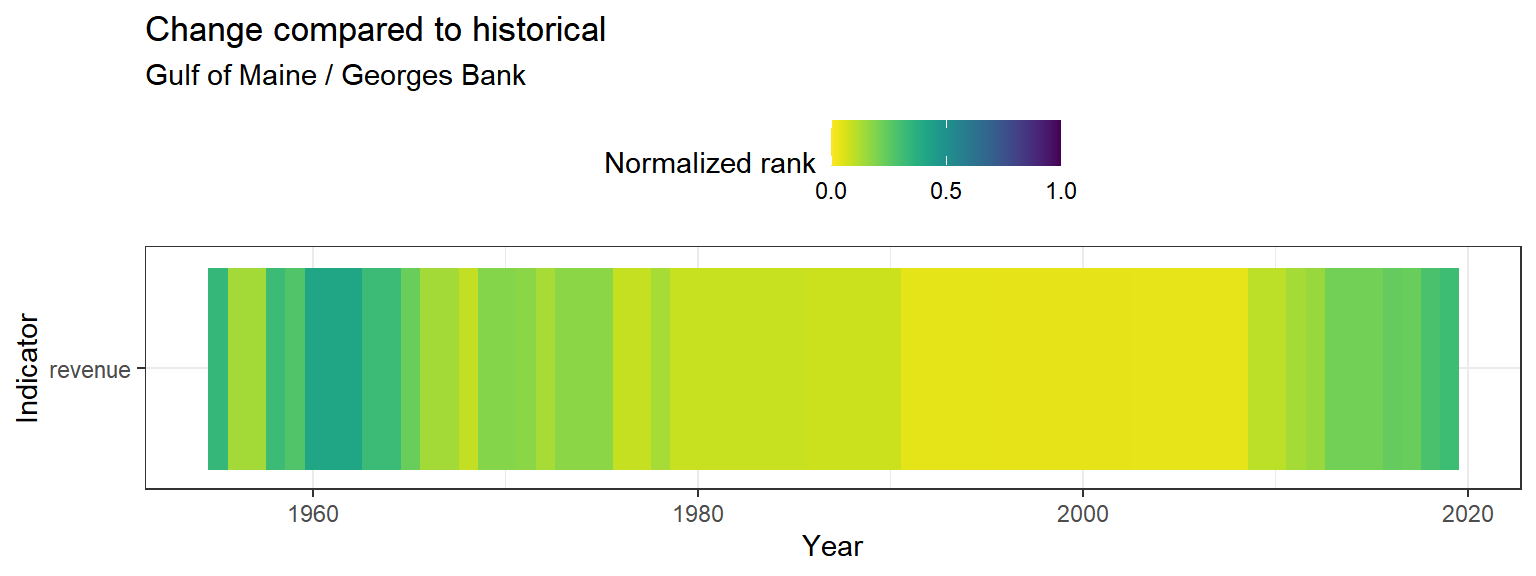 Change compared to historical
Gulf of Maine / Georges Bank
Normalized rank
0.0 0.5 1.0
Indicator
revenue
1960 1980 2000 2020
Year